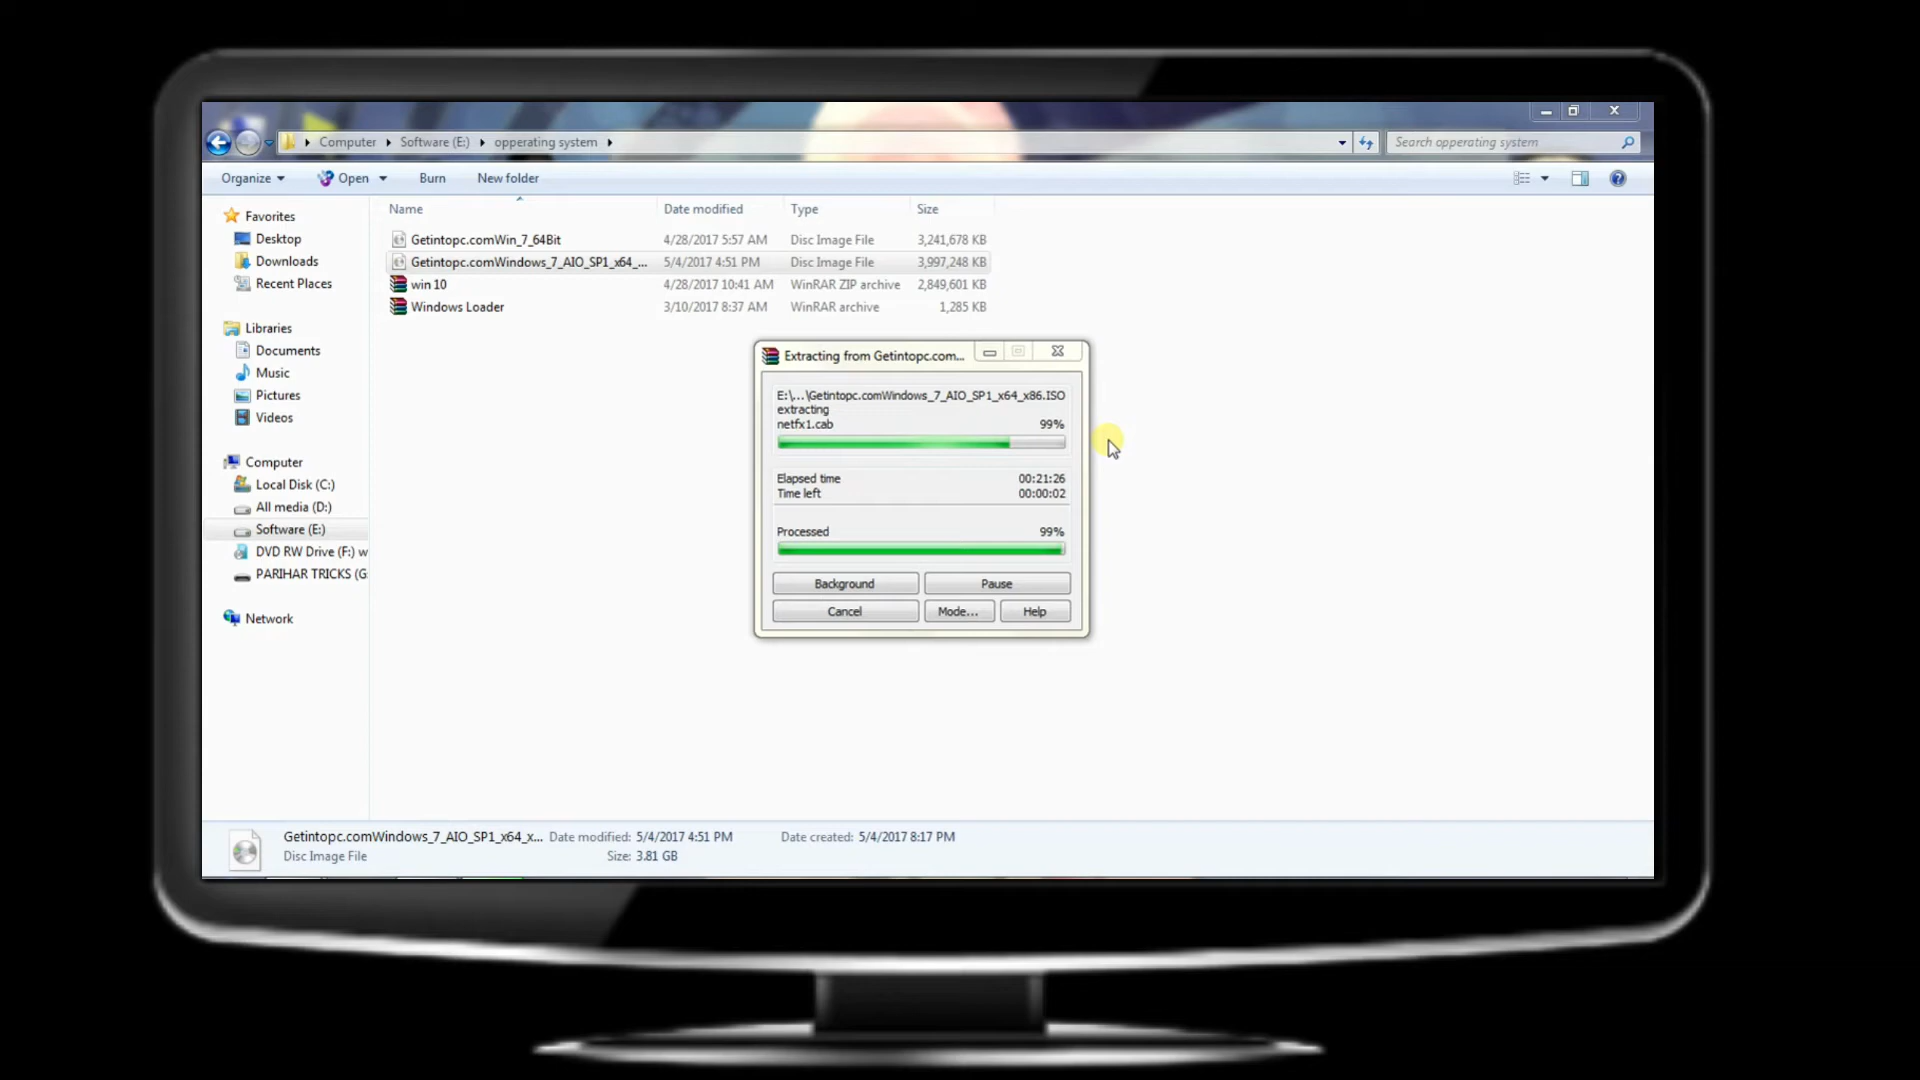 Computer Software (E:) opperating system Search opperating system
Organize Open Burn New folder
Name Date modified Type Size
Getintopc.comWin_7_64Bit 4/28/2017 5:57 AM Disc Image File 3,241,678 KB
Getintopc.comWindows_7_AIO_SP1_x64_... 5/4/2017 4:51 PM Disc Image File 3,997,248 KB
win 10 4/28/2017 10:41 AM WinRAR ZIP archive 2,849,601 KB
Windows Loader 3/10/2017 8:37 AM WinRAR archive 1,285 KB
Favorites
Desktop
Downloads
Recent Places
Libraries
Documents
Music
Pictures
Videos
Computer
Local Disk (C:)
All media (D:)
Software (E:)
DVD RW Drive (F:) w
PARIHAR TRICKS (G:
Network
Extracting from Getintopc.com...
E:\...\Getintopc.comWindows_7_AIO_SP1_x64_x86.ISO
extracting
netfx1.cab 99%
Elapsed time 00:21:26
Time left 00:00:02
Processed 99%
Background Pause
Cancel Mode... Help
Getintopc.comWindows_7_AIO_SP1_x64_x... Date modified: 5/4/2017 4:51 PM Date created: 5/4/2017 8:17 PM
Disc Image File Size: 3.81 GB